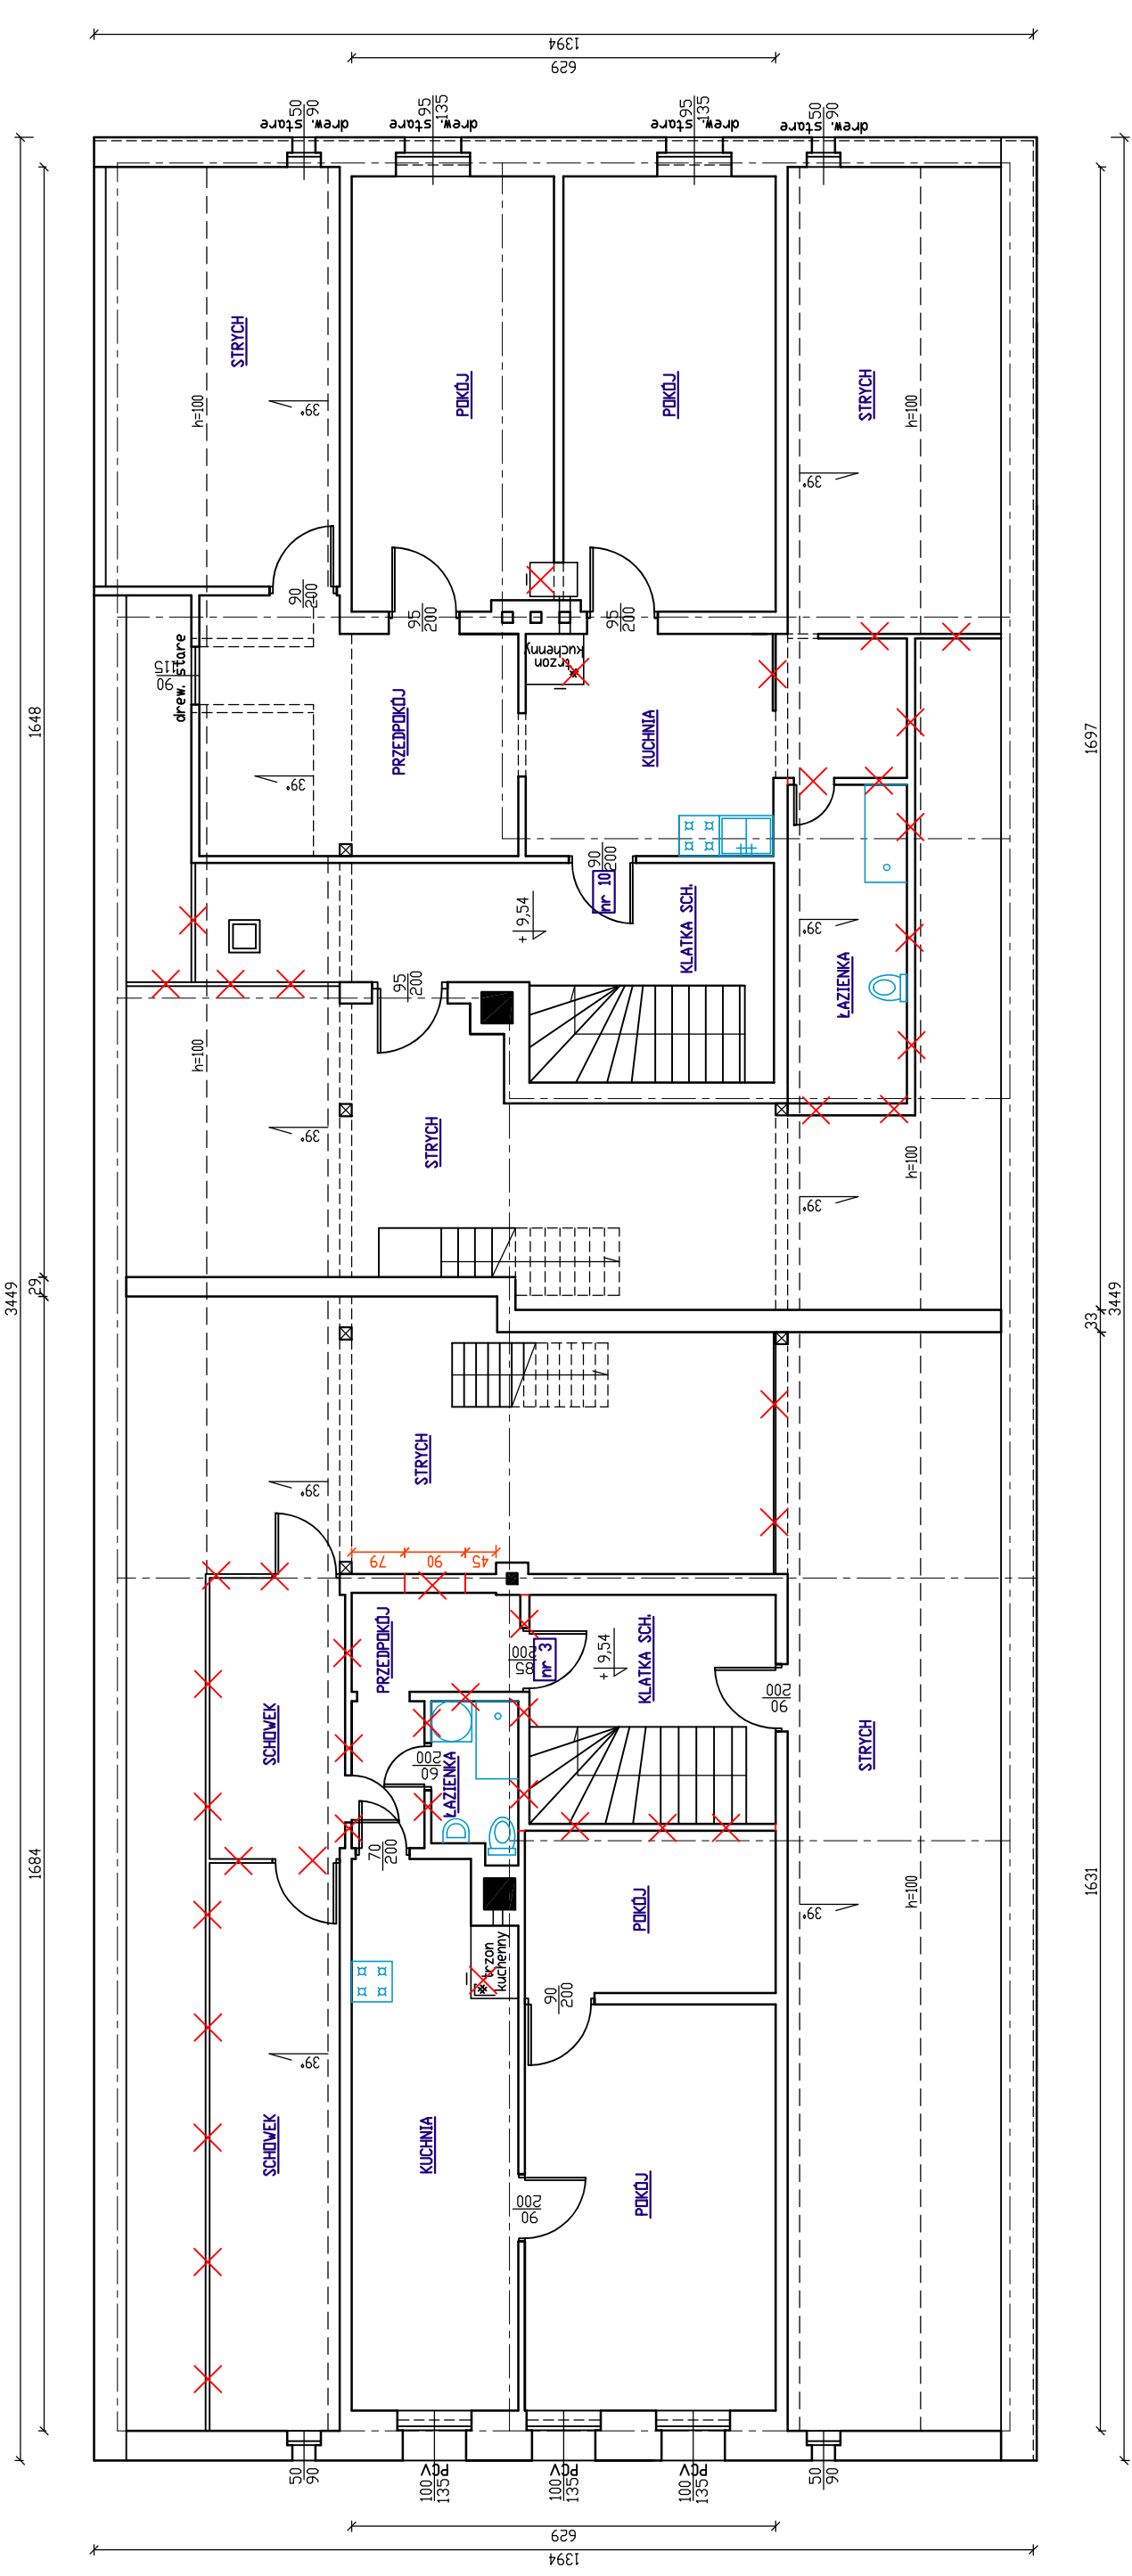 1394
629
50
90
drew.
stare
95
135
drew.
stare
95
135
drew.
stare
50
90
drew.
stare
STRYCH
POKÓJ
POKÓJ
STRYCH
h=100
h=100
39°
39°
90
200
95
200
95
200
trzon
kuchenny
drew. stare
90
115
PRZEDPOKÓJ
KUCHNIA
1648
1697
39°
90
200
nr 10
+ 9,54
KLATKA SCH.
39°
ŁAZIENKA
95
200
h=100
39°
STRYCH
h=100
39°
3449
29
33
3449
STRYCH
39°
79
90
45
PRZEDPOKÓJ
85
200
nr 3
+ 9,54
KLATKA SCH.
90
200
SCHOWEK
60
200
ŁAZIENKA
STRYCH
70
200
1684
1631
POKÓJ
h=100
39°
trzon
kuchenny
90
200
39°
SCHOWEK
KUCHNIA
POKÓJ
90
200
50
90
100
135
PCV
100
135
PCV
100
135
PCV
50
90
629
1394